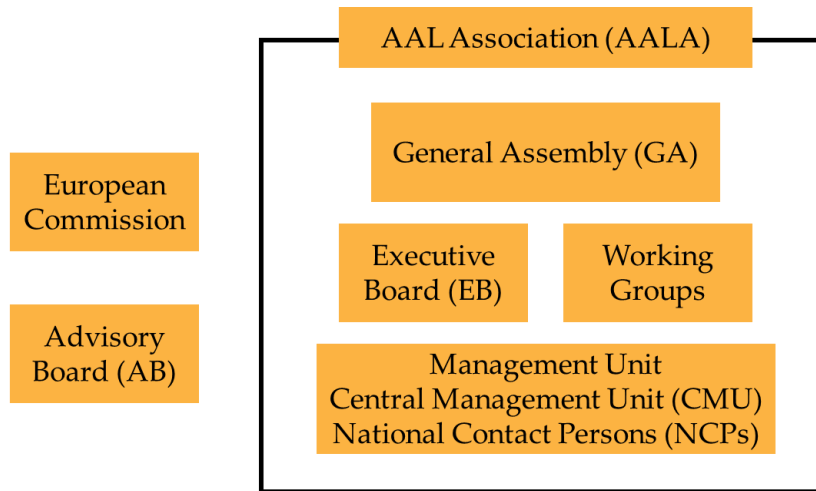 AAL Association (AALA)
General Assembly (GA)
European
Commission
Executive
Board (EB)
Working
Groups
Advisory
Board (AB)
Management Unit
Central Management Unit (CMU)
National Contact Persons (NCPs)